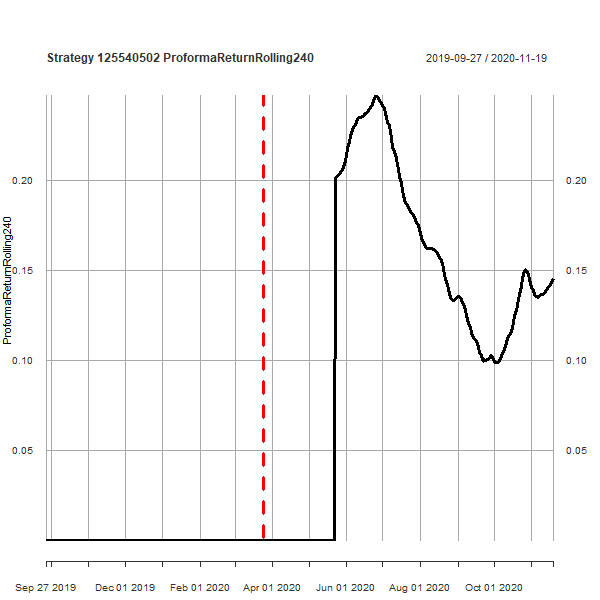 Strategy 125540502 ProformaReturnRolling240
2019-09-27 / 2020-11-19
ProformaReturnRoling240
0.20
0.15
0.10
0.05
0.20
0.15
0.10
0.05
Sep 27 2019
Dec 01 2019
Feb 01 2020
Apr 01 2020
Jun 01 2020
Aug 01 2020
Oct 01 2020